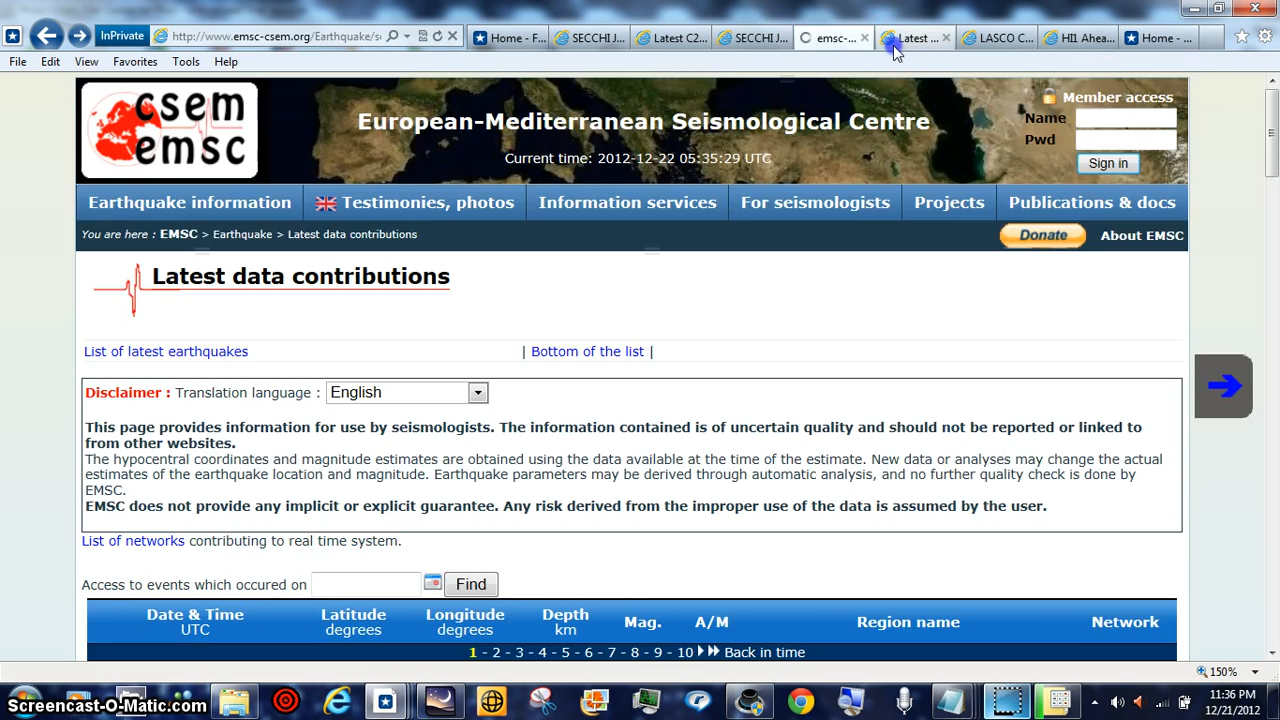 InPrivate
http://www.emsc-csem.org/Earthquake/s
Home - F...
SECCHI J...
Latest C2...
SECCHI J...
emsc-...
Latest ...
LASCO C...
HI1 Ahea...
Home - ...
File Edit View Favorites Tools Help
csem
emsc
European-Mediterranean Seismological Centre
Current time: 2012-12-22 05:35:29 UTC
Member access
Name
Pwd
Sign in
Earthquake information
Testimonies, photos
Information services
For seismologists
Projects
Publications & docs
You are here : EMSC > Earthquake > Latest data contributions
Donate
About EMSC
Latest data contributions
List of latest earthquakes | Bottom of the list |
Disclaimer : Translation language : English
This page provides information for use by seismologists. The information contained is of uncertain quality and should not be reported or linked to
from other websites.
The hypocentral coordinates and magnitude estimates are obtained using the data available at the time of the estimate. New data or analyses may change the actual
estimates of the earthquake location and magnitude. Earthquake parameters may be derived through automatic analysis, and no further quality check is done by
EMSC.
EMSC does not provide any implicit or explicit guarantee. Any risk derived from the improper use of the data is assumed by the user.
List of networks contributing to real time system.
Access to events which occured on Find
Date & Time
UTC
Latitude
degrees
Longitude
degrees
Depth
km
Mag.
A/M
Region name
Network
1 - 2 - 3 - 4 - 5 - 6 - 7 - 8 - 9 - 10 Back in time
150%
Screencast-O-Matic.com
11:36 PM
12/21/2012